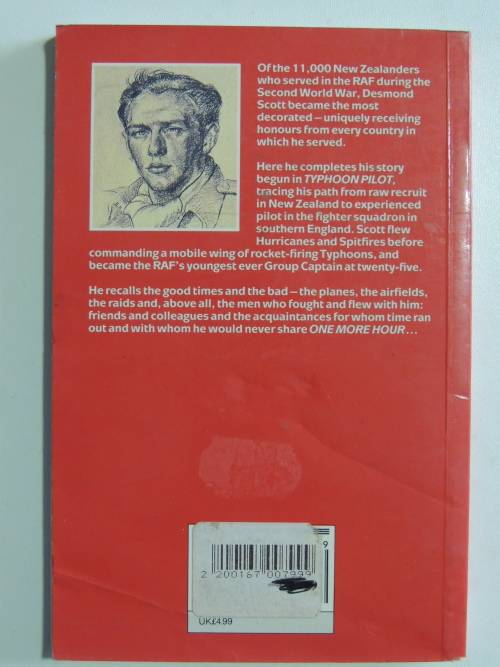 Of the 11,000 New Zealanders
who served in the RAF during the
Second World War, Desmond
Scott became the most
decorated – uniquely receiving
honours from every country in
which he served.
Here he completes his story
begun in TYPHOON PILOT,
tracing his path from raw recruit
in New Zealand to experienced
pilot in the fighter squadron in
southern England. Scott flew
Hurricanes and Spitfires before
commanding a mobile wing of rocket-firing Typhoons, and
became the RAF's youngest ever Group Captain at twenty-five.
He recalls the good times and the bad – the planes, the airfields,
the raids and, above all, the men who fought and flew with him:
friends and colleagues and the acquaintances for whom time ran
out and with whom he would never share ONE MORE HOUR...
9
2 200167 007999
UK£4.99